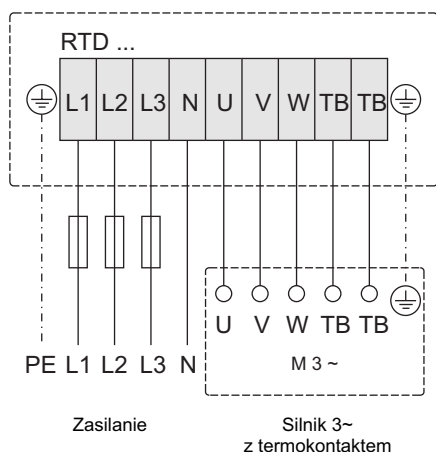 RTD ...
L1 L2 L3 N U V W TB TB
U V W TB TB
PE L1 L2 L3 N
M 3 ~
Zasilanie
Silnik 3~
z termokontaktem